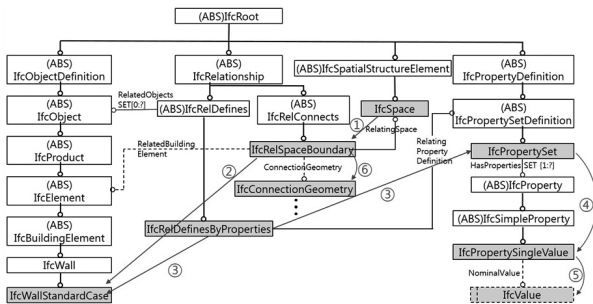 (ABS)IfcRoot
(ABS)
IfcObjectDefinition
(ABS)
IfcRelationship
(ABS)IfcSpatialStructureElement
(ABS)
IfcPropertyDefinition
RelatedObjects
SET[0:?]
(ABS)
IfcObject
(ABS)IfcRelDefines
(ABS)
IfcRelConnects
IfcSpace
(ABS)
IfcPropertySetDefinition
①
RelatingSpace
(ABS)
IfcProduct
RelatedBuilding
Element
IfcRelSpaceBoundary
Relating
Property
Definition
IfcPropertySet
②
ConnectionGeometry
⑥
HasProperties SET [1:?]
(ABS)
IfcElement
IfcConnectionGeometry
③
(ABS)
IfcProperty
④
(ABS)
IfcBuildingElement
IfcRelDefinesByProperties
(ABS)IfcSimpleProperty
IfcWall
③
IfcPropertySingleValue
NominalValue
⑤
IfcWallStandardCase
IfcValue